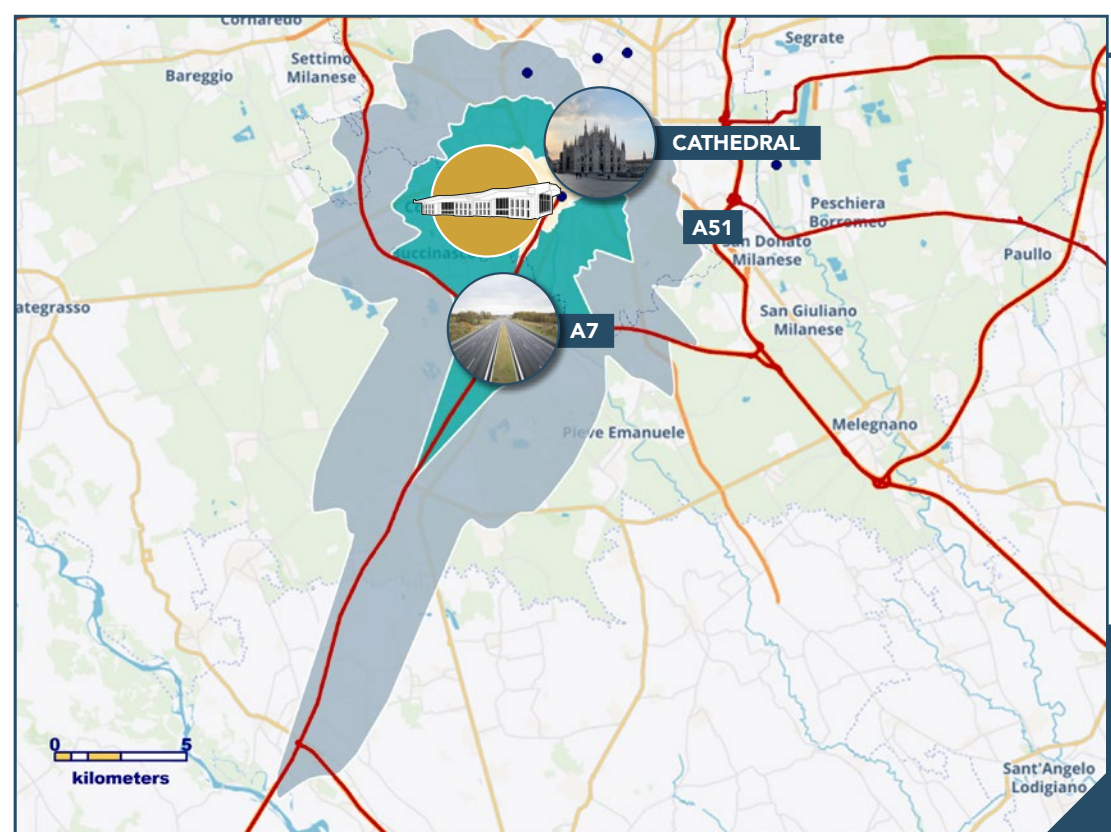 Cornaredo
Segrate
Settimo
Milanese
Bareggio
CATHEDRAL
Peschiera
Borromeo
A51
San Donato
Milanese
Paullo
ategrasso
San Giuliano
Milanese
A7
Melegnano
Pieve Emanuele
0 5
kilometers
Sant'Angelo
Lodigiano